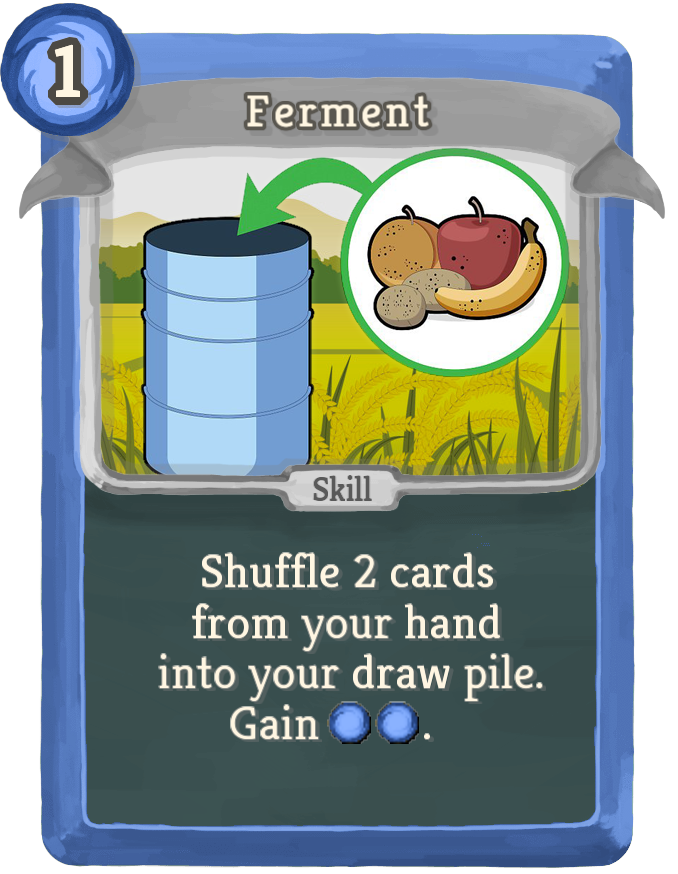 1
Ferment
Skill
Shuffle 2 cards
from your hand
into your draw pile.
Gain .